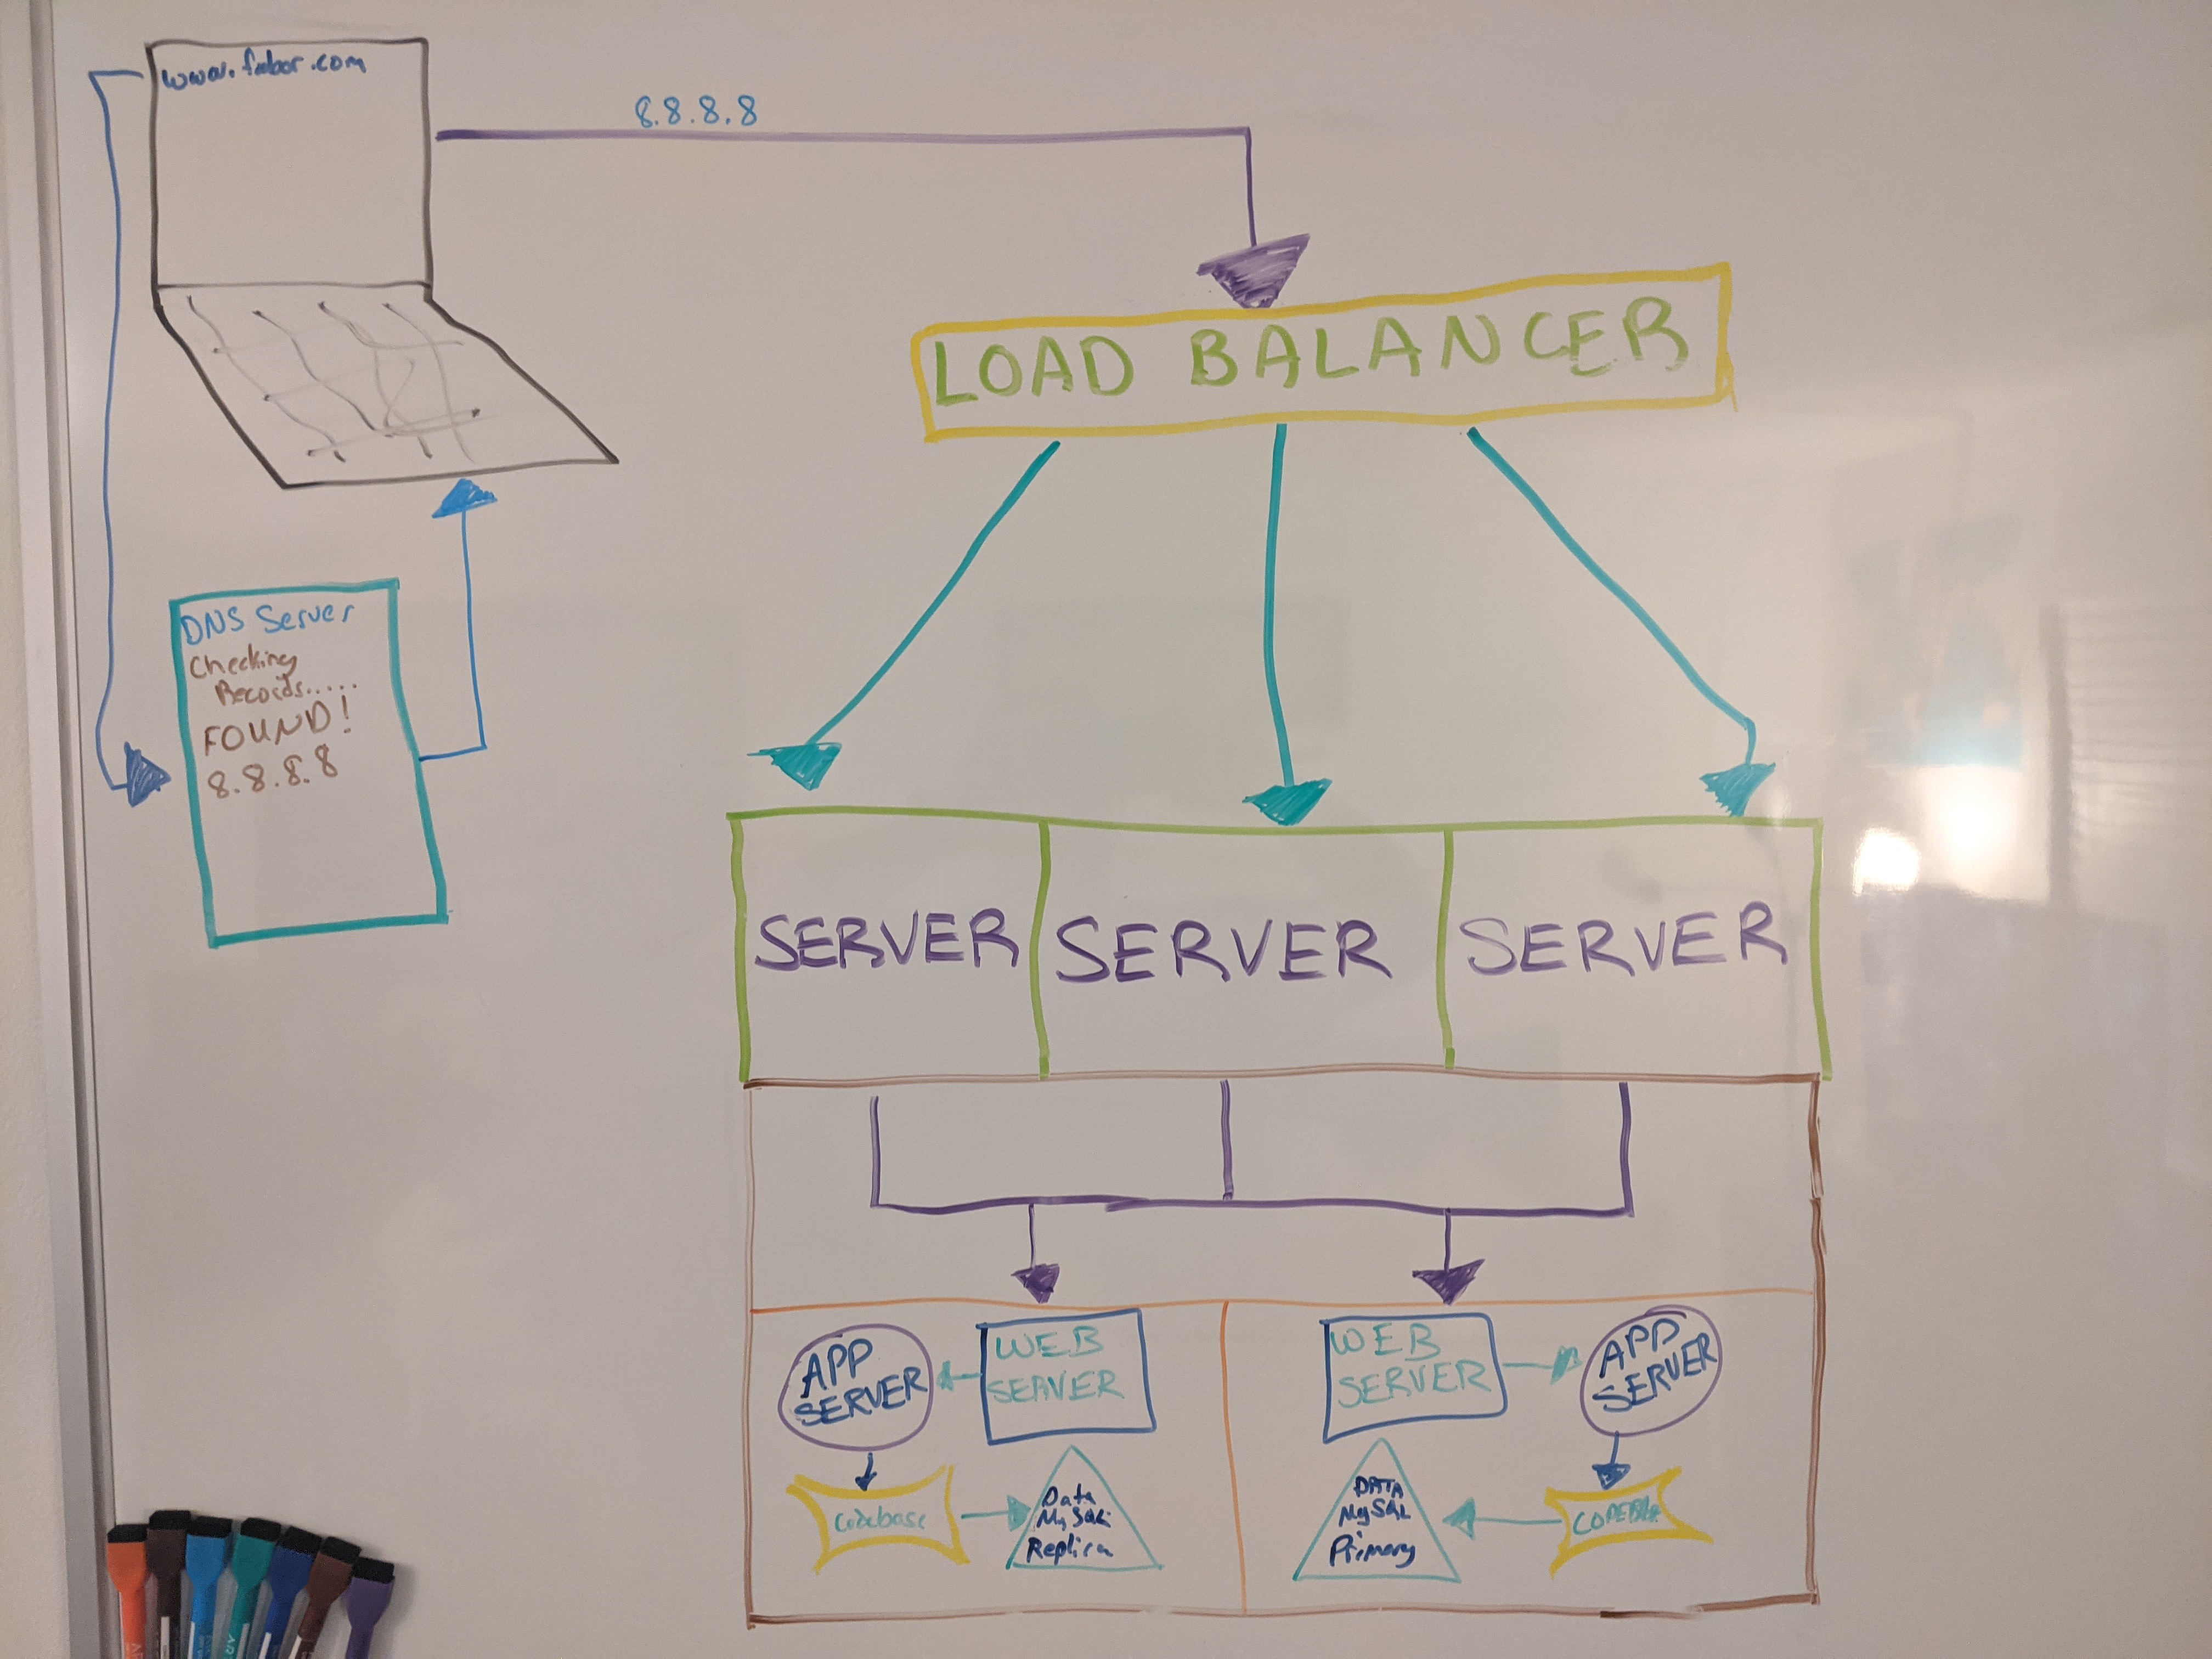 www.foobar.com
8.8.8.8
LOAD BALANCER
DNS Server
Checking
Records.....
FOUND!
8.8.8.8
SERVER
SERVER
SERVER
APP
SERVER
WEB
SERVER
WEB
SERVER
APP
SERVER
Codebase
Data
MySQL
Replica
DATA
MySQL
Primary